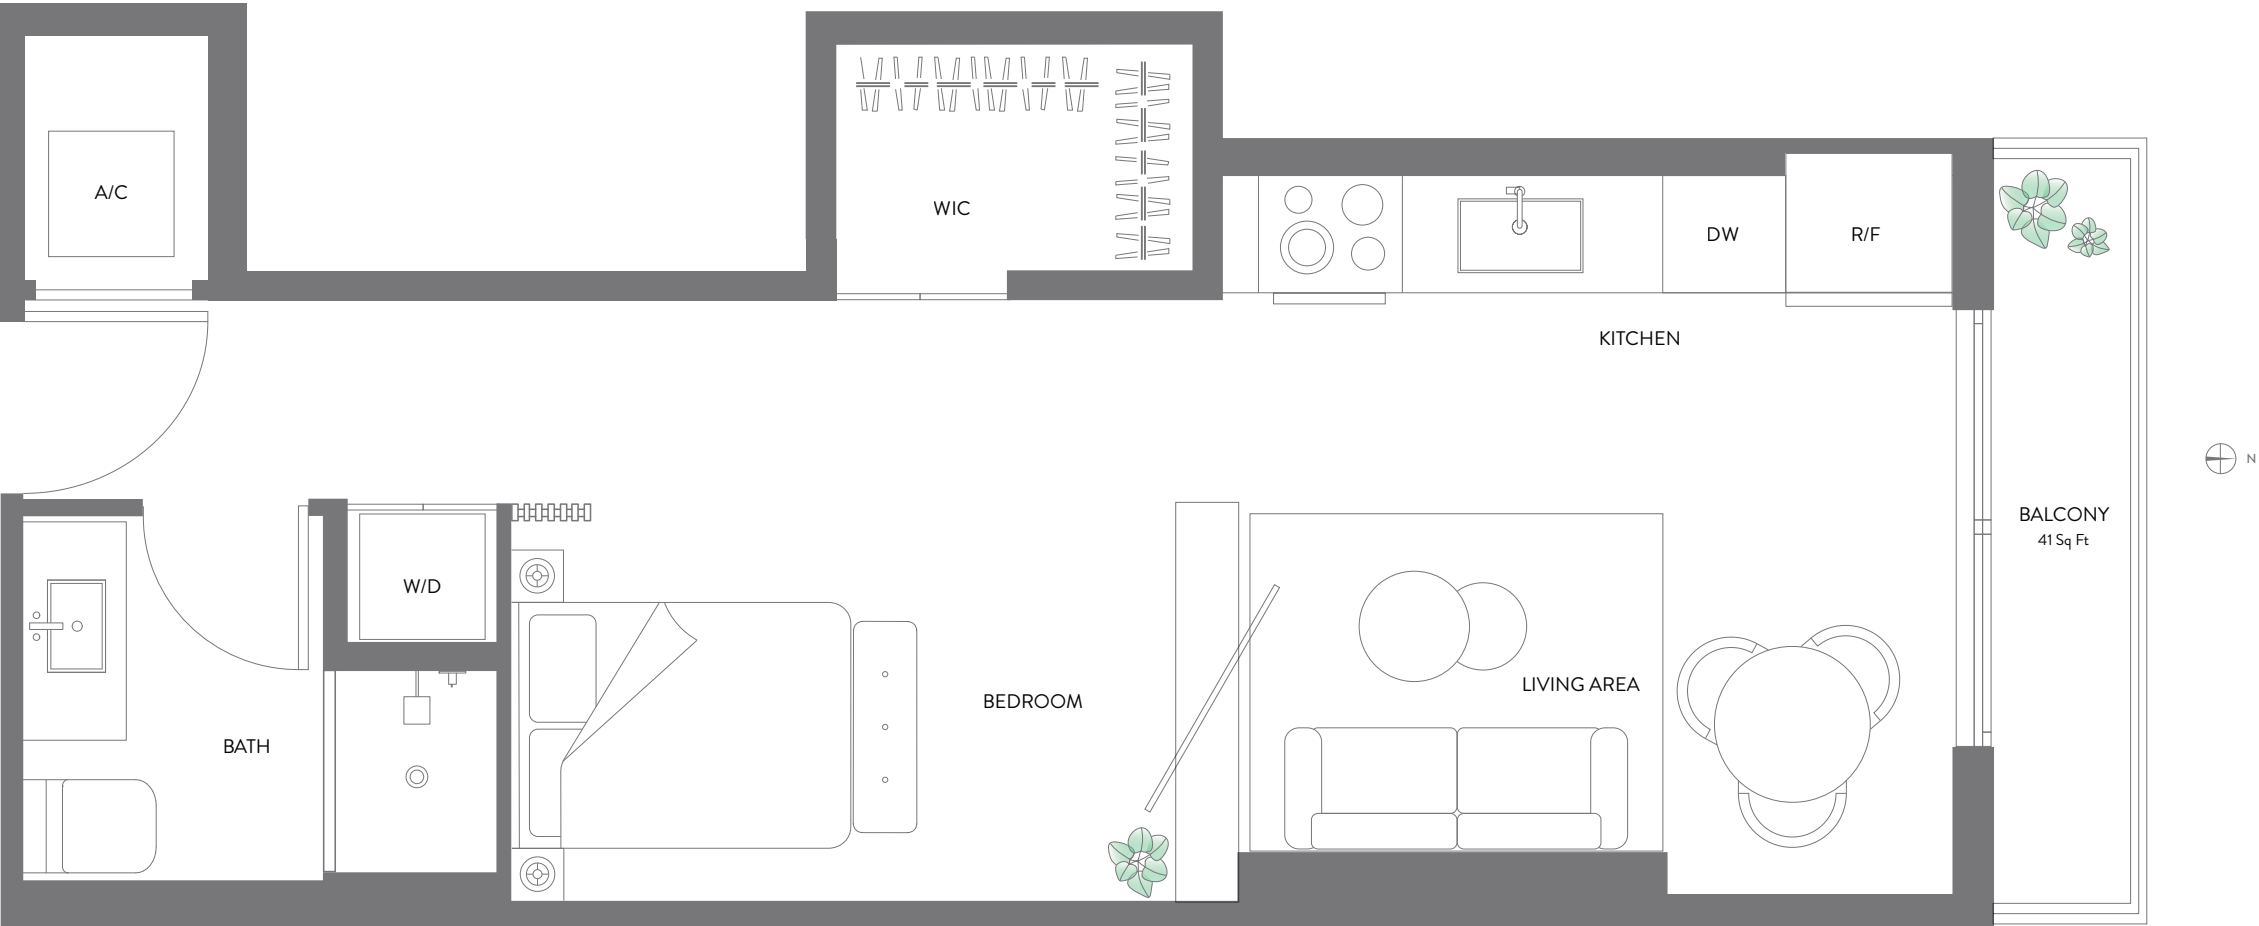 A/C
WIC
DW
R/F
KITCHEN
N
BALCONY
41 Sq Ft
W/D
LIVING AREA
BEDROOM
BATH